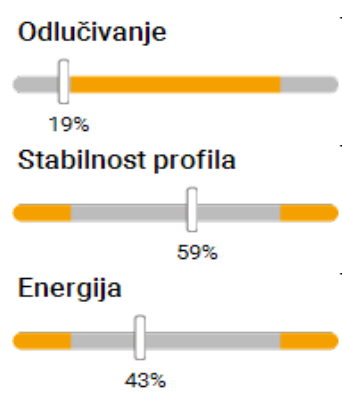 Odlučivanje
19%
Stabilnost profila
59%
Energija
43%